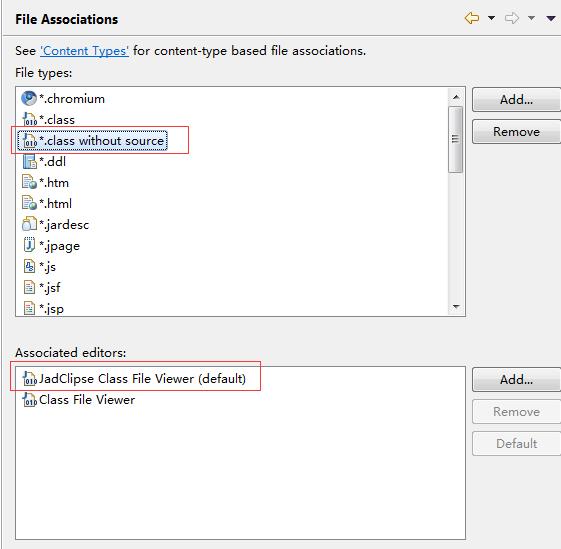 File Associations
See 'Content Types' for content-type based file associations.
File types:
*.chromium
Add...
*.class
Remove
*.class without source
*.ddl
*.htm
*.html
*.jardesc
*.jpage
*.js
*.jsf
*.jsp
Associated editors:
JadClipse Class File Viewer (default)
Add...
Class File Viewer
Remove
Default